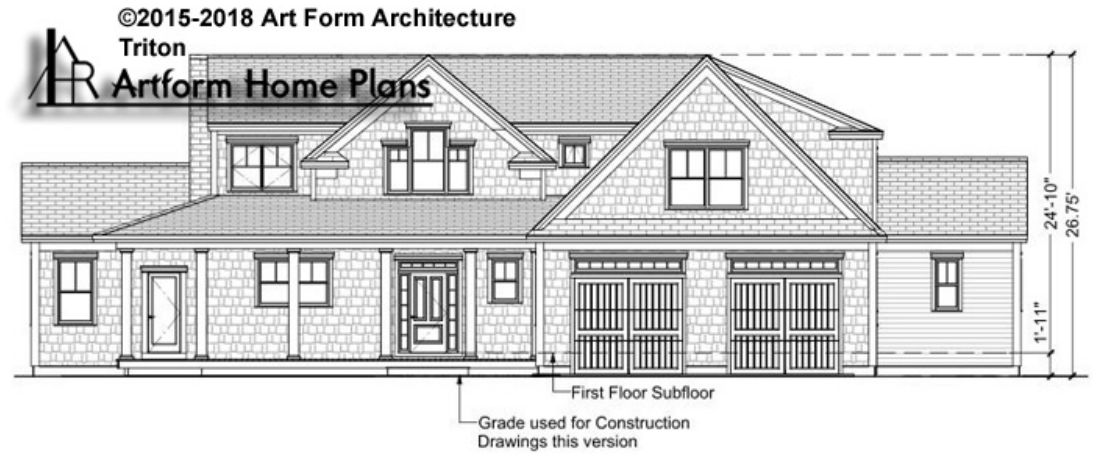 ©2015-2018 Art Form Architecture
Triton
AHR
Artform Home Plans
24'-10"
26.75'
1'-11"
First Floor Subfloor
Grade used for Construction
Drawings this version